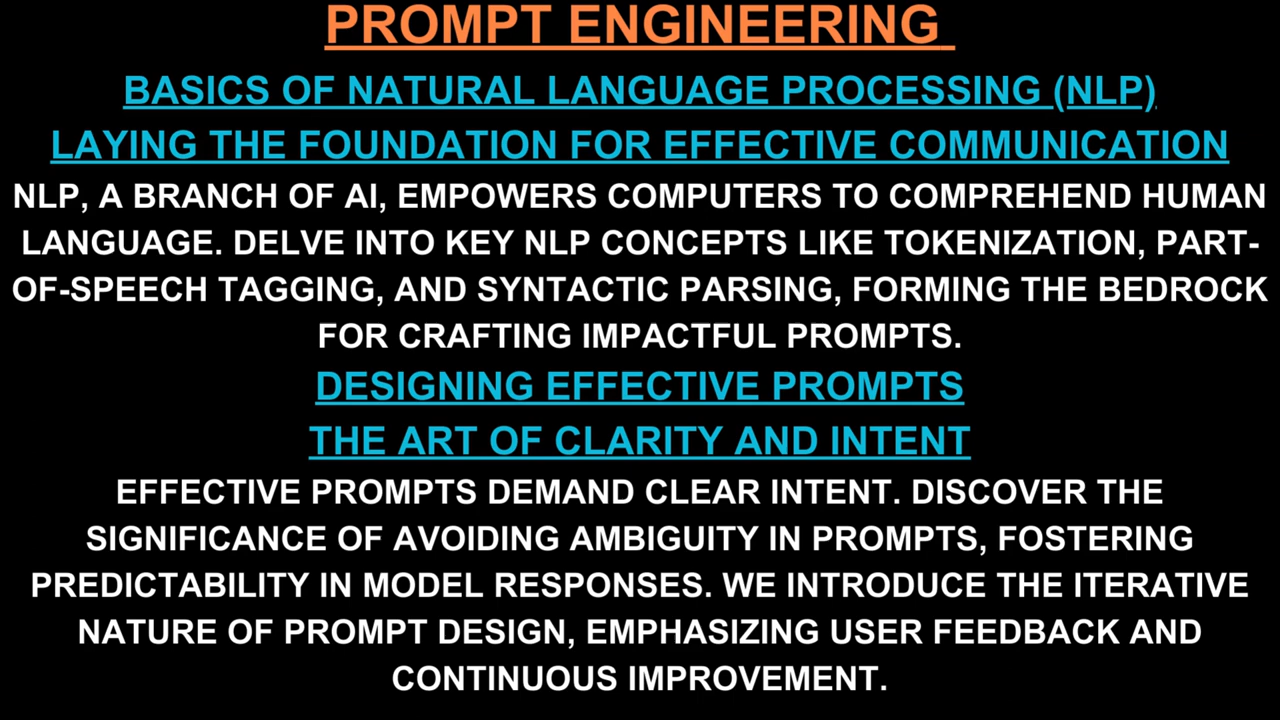 PROMPT ENGINEERING
BASICS OF NATURAL LANGUAGE PROCESSING (NLP)
LAYING THE FOUNDATION FOR EFFECTIVE COMMUNICATION
NLP, A BRANCH OF AI, EMPOWERS COMPUTERS TO COMPREHEND HUMAN
LANGUAGE. DELVE INTO KEY NLP CONCEPTS LIKE TOKENIZATION, PART-
OF-SPEECH TAGGING, AND SYNTACTIC PARSING, FORMING THE BEDROCK
FOR CRAFTING IMPACTFUL PROMPTS.
DESIGNING EFFECTIVE PROMPTS
THE ART OF CLARITY AND INTENT
EFFECTIVE PROMPTS DEMAND CLEAR INTENT. DISCOVER THE
SIGNIFICANCE OF AVOIDING AMBIGUITY IN PROMPTS, FOSTERING
PREDICTABILITY IN MODEL RESPONSES. WE INTRODUCE THE ITERATIVE
NATURE OF PROMPT DESIGN, EMPHASIZING USER FEEDBACK AND
CONTINUOUS IMPROVEMENT.